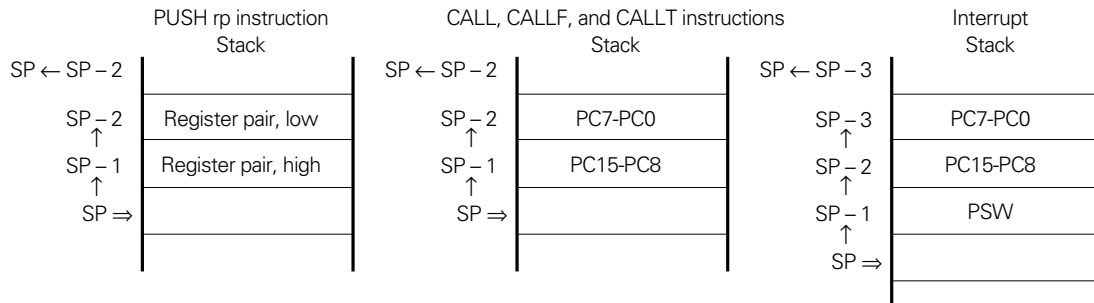 PUSH rp instruction
Stack
SP ← SP – 2
SP – 2 Register pair, low
↑
SP – 1 Register pair, high
↑
SP ⇒
CALL, CALLF, and CALLT instructions
Stack
SP ← SP – 2
SP – 2 PC7-PC0
↑
SP – 1 PC15-PC8
↑
SP ⇒
Interrupt
Stack
SP ← SP – 3
SP – 3 PC7-PC0
↑
SP – 2 PC15-PC8
↑
SP – 1 PSW
↑
SP ⇒